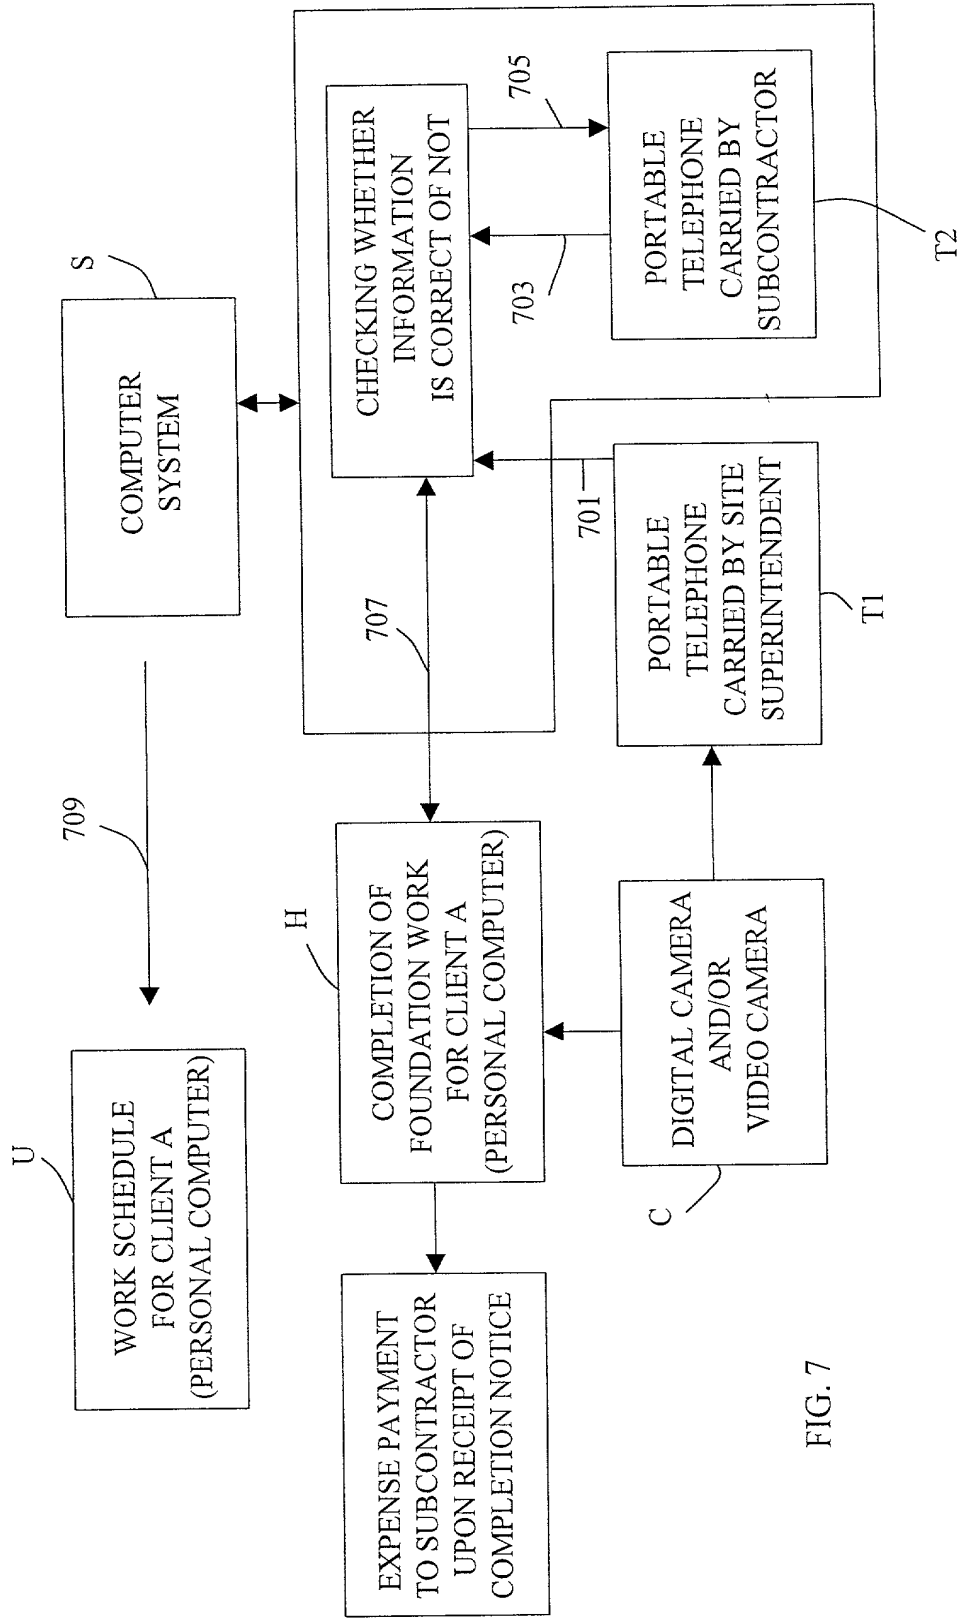 U
WORK SCHEDULE
FOR CLIENT A
(PERSONAL COMPUTER)
709
S
COMPUTER
SYSTEM
EXPENSE PAYMENT
TO SUBCONTRACTOR
UPON RECEIPT OF
COMPLETION NOTICE
H
COMPLETION OF
FOUNDATION WORK
FOR CLIENT A
(PERSONAL COMPUTER)
707
CHECKING WHETHER
INFORMATION
IS CORRECT OF NOT
701
703
705
C
DIGITAL CAMERA
AND/OR
VIDEO CAMERA
PORTABLE
TELEPHONE
CARRIED BY SITE
SUPERINTENDENT
T1
PORTABLE
TELEPHONE
CARRIED BY
SUBCONTRACTOR
T2
FIG. 7